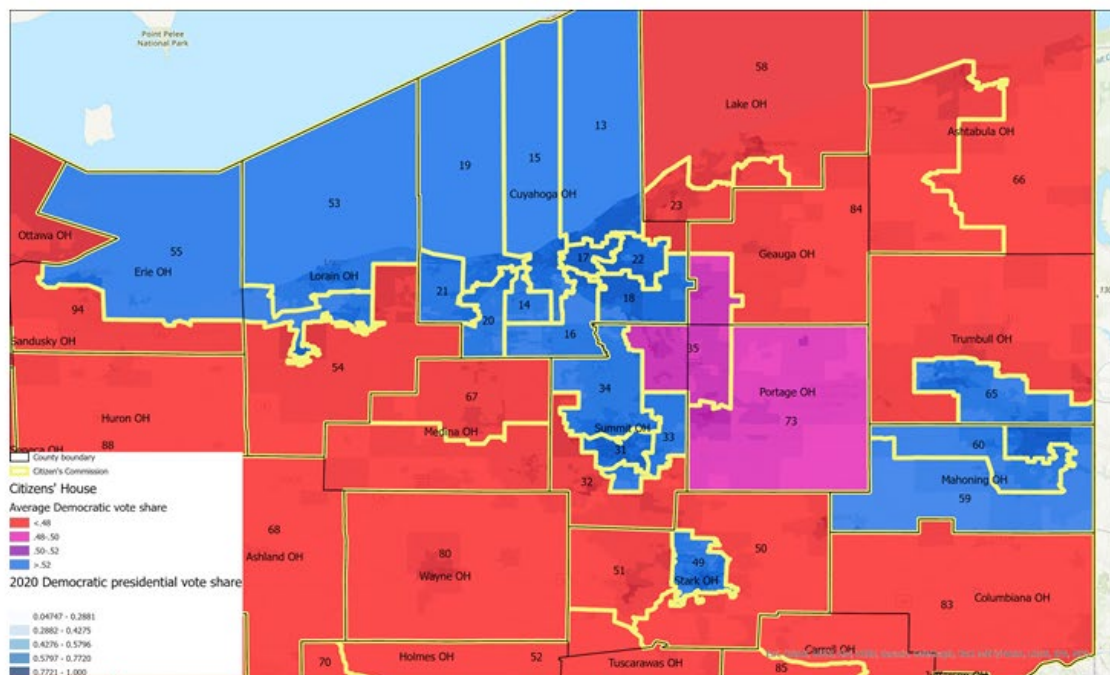 Point Pelee
National Park
58
Lake OH
13
19
15
Ashtabula OH
Cuyahoga OH
66
53
23
84
Ottawa OH
55
Geauga OH
17
22
Erie OH
Lorain OH
21
18
94
14
20
16
Sandusky OH
35
Trumbull OH
54
34
67
Portage OH
65
Huron OH
73
Medina OH
Summit OH
33
88
Seneca OH
31
60
County boundary
Citizen's Commission
Mahoning OH
32
59
Citizens' House
Average Democratic vote share
<.48
.48-.50
.50-.52
>.52
68
Ashland OH
80
Wayne OH
50
51
49
Stark OH
2020 Democratic presidential vote share
83
Columbiana OH
0.04747 - 0.2881
0.2882 - 0.4275
0.4276 - 0.5796
0.5797 - 0.7720
0.7721 - 1.000
70
Holmes OH
52
Tuscarawas OH
Carroll OH
85